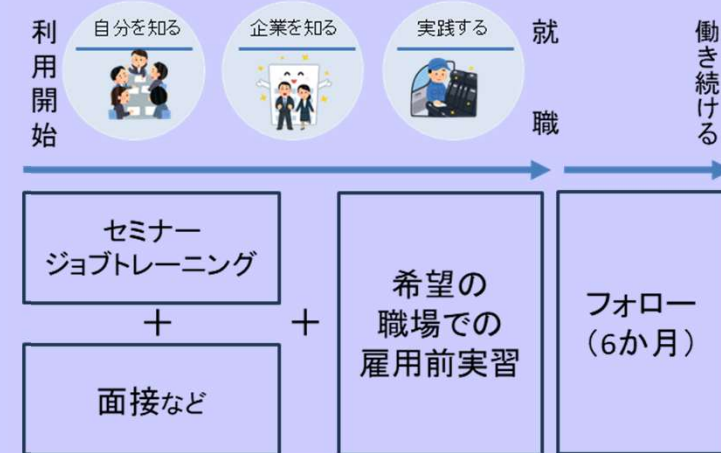 利用開始
自分を知る
企業を知る
実践する
就職
働き続ける
セミナー
ジョブトレーニング
＋
面接など
＋
希望の
職場での
雇用前実習
フォロー
（6か月）